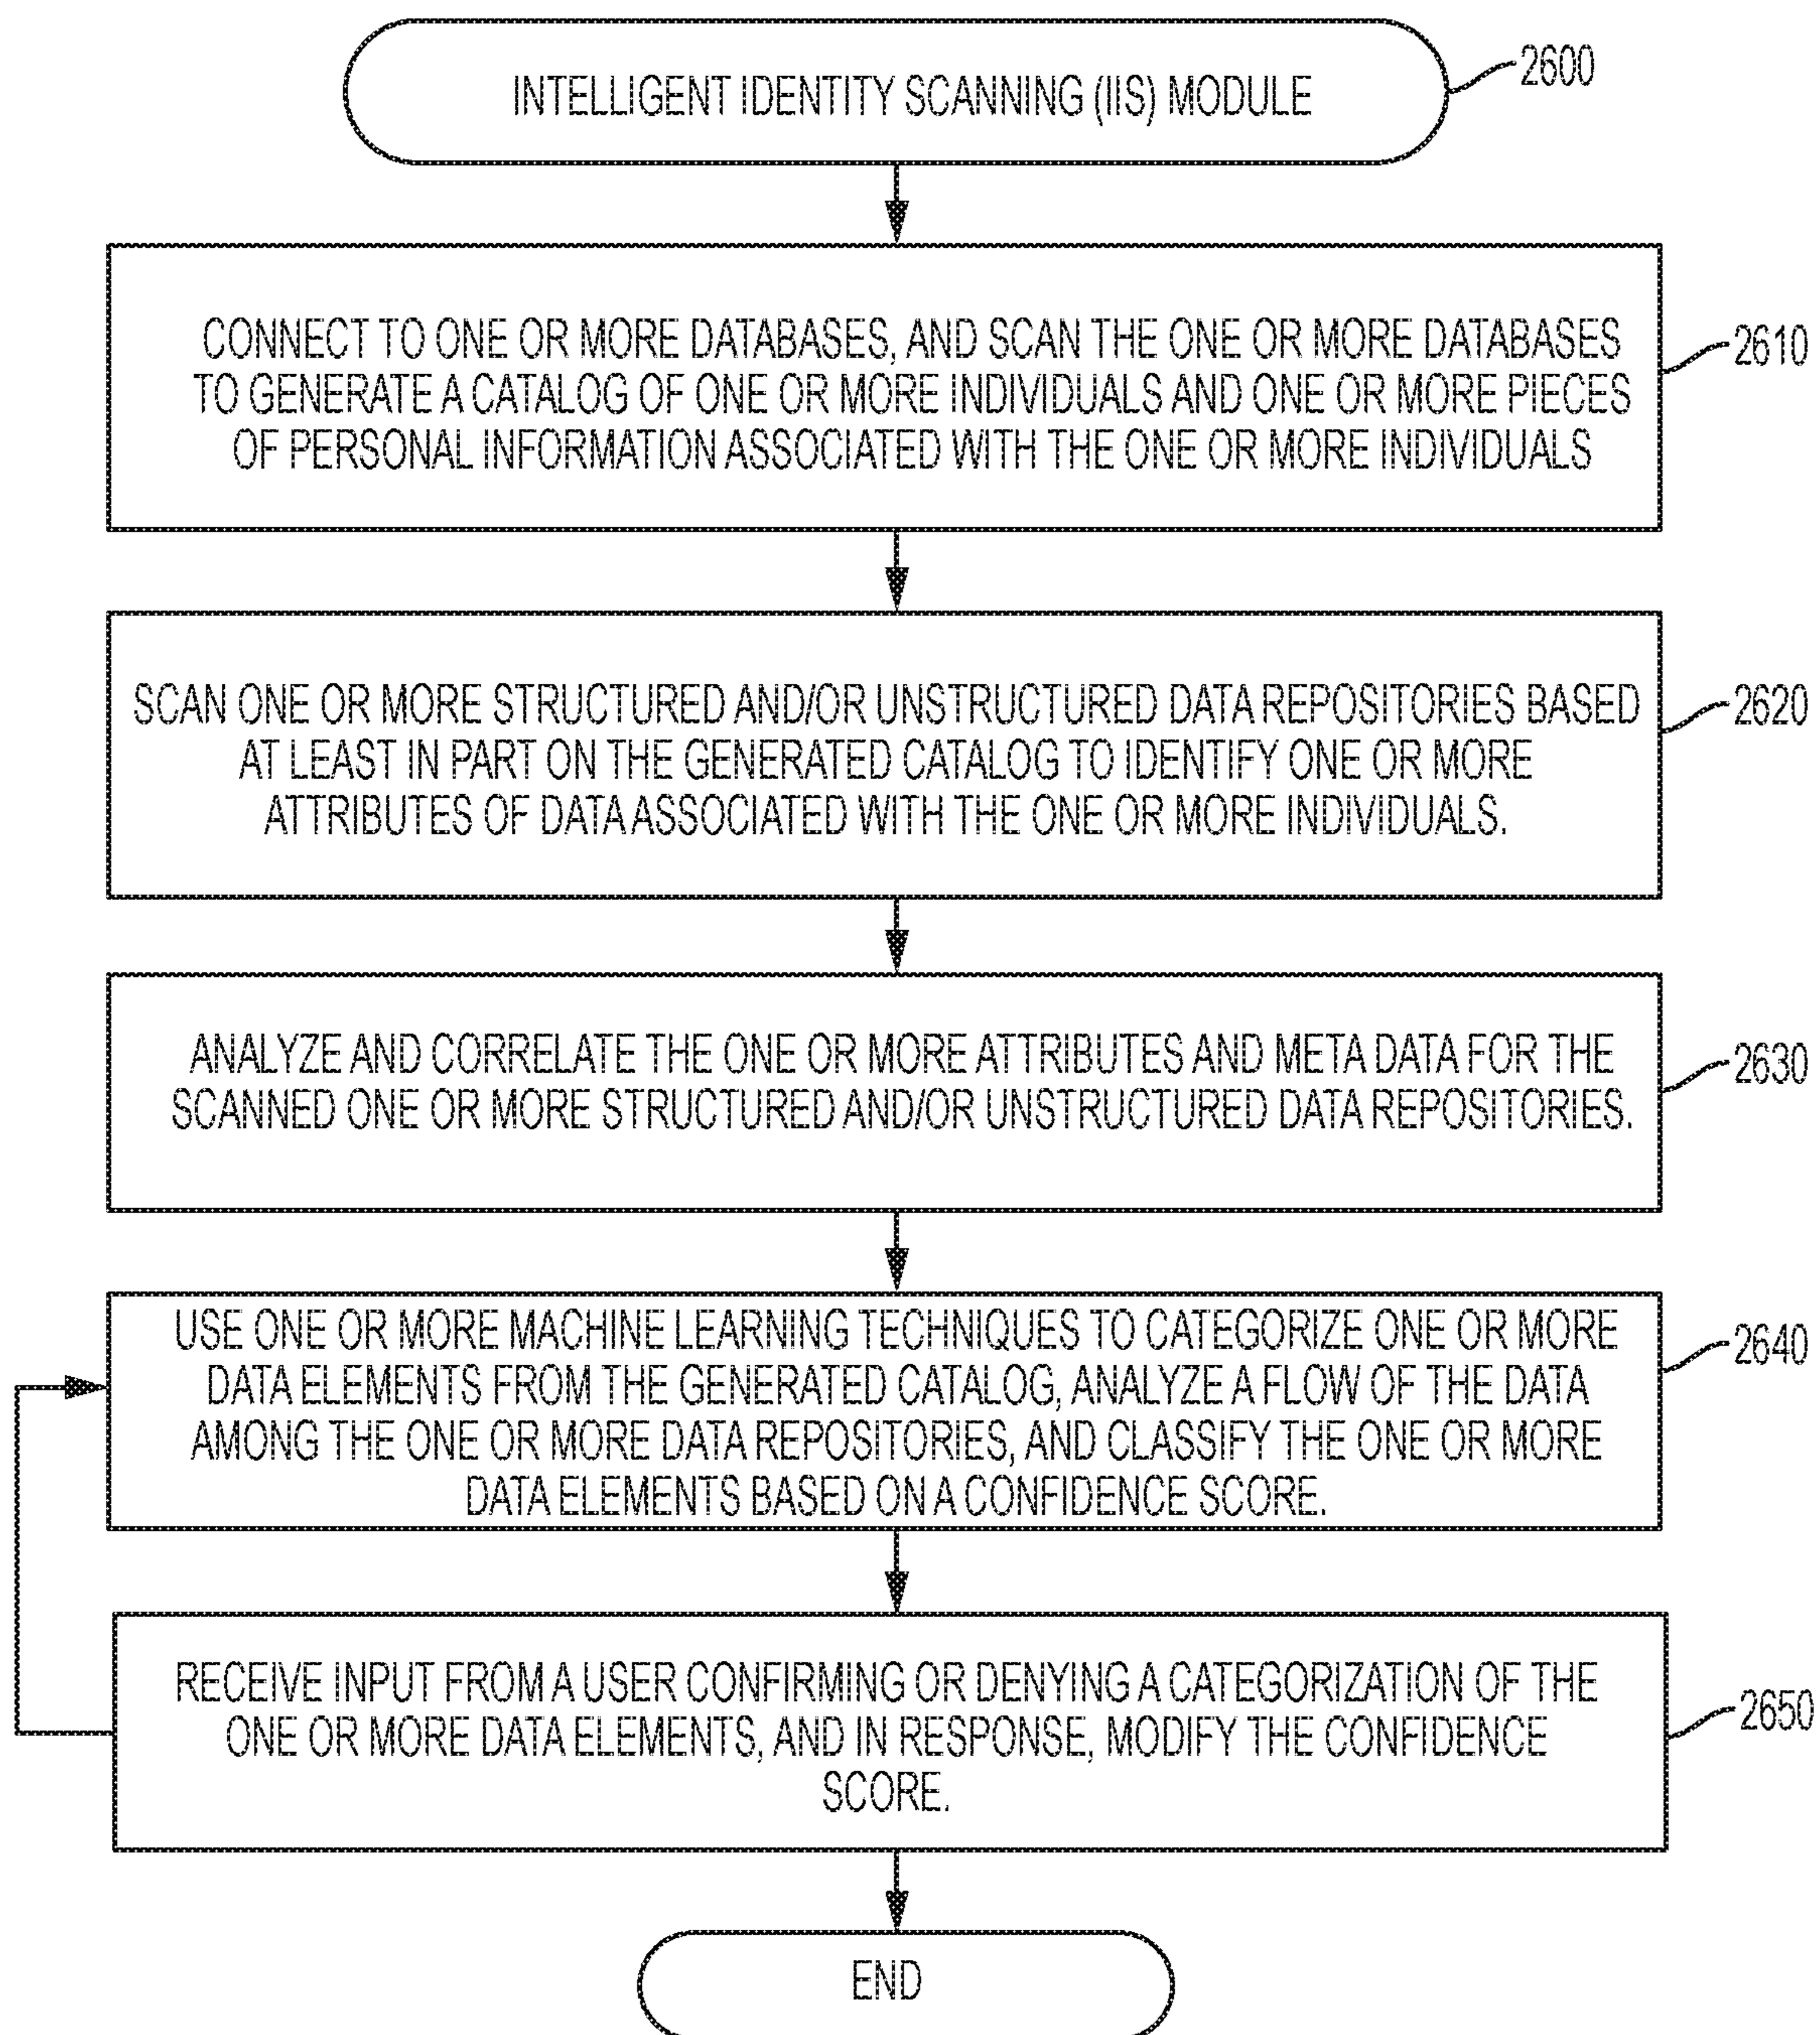 INTELLIGENT IDENTITY SCANNING (IIS) MODULE
2600
CONNECT TO ONE OR MORE DATABASES, AND SCAN THE ONE OR MORE DATABASES
TO GENERATE A CATALOG OF ONE OR MORE INDIVIDUALS AND ONE OR MORE PIECES
OF PERSONAL INFORMATION ASSOCIATED WITH THE ONE OR MORE INDIVIDUALS
2610
SCAN ONE OR MORE STRUCTURED AND/OR UNSTRUCTURED DATA REPOSITORIES BASED
AT LEAST IN PART ON THE GENERATED CATALOG TO IDENTIFY ONE OR MORE
ATTRIBUTES OF DATA ASSOCIATED WITH THE ONE OR MORE INDIVIDUALS.
2620
ANALYZE AND CORRELATE THE ONE OR MORE ATTRIBUTES AND META DATA FOR THE
SCANNED ONE OR MORE STRUCTURED AND/OR UNSTRUCTURED DATA REPOSITORIES.
2630
USE ONE OR MORE MACHINE LEARNING TECHNIQUES TO CATEGORIZE ONE OR MORE
DATA ELEMENTS FROM THE GENERATED CATALOG, ANALYZE A FLOW OF THE DATA
AMONG THE ONE OR MORE DATA REPOSITORIES, AND CLASSIFY THE ONE OR MORE
DATA ELEMENTS BASED ON A CONFIDENCE SCORE.
2640
RECEIVE INPUT FROM A USER CONFIRMING OR DENYING A CATEGORIZATION OF THE
ONE OR MORE DATA ELEMENTS, AND IN RESPONSE, MODIFY THE CONFIDENCE
SCORE.
2650
END